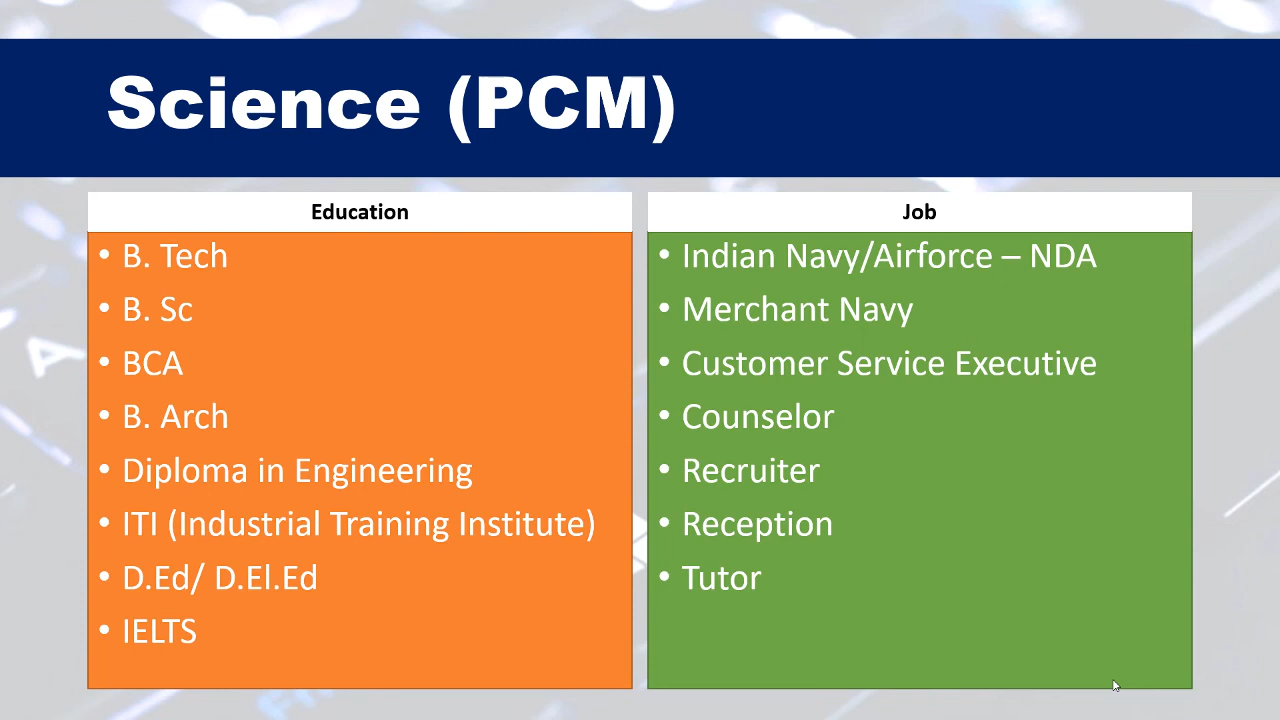 Science (PCM)
Education
• B. Tech
• B. Sc
• BCA
• B. Arch
• Diploma in Engineering
• ITI (Industrial Training Institute)
• D.Ed/ D.El.Ed
• IELTS
Job
• Indian Navy/Airforce – NDA
• Merchant Navy
• Customer Service Executive
• Counselor
• Recruiter
• Reception
• Tutor